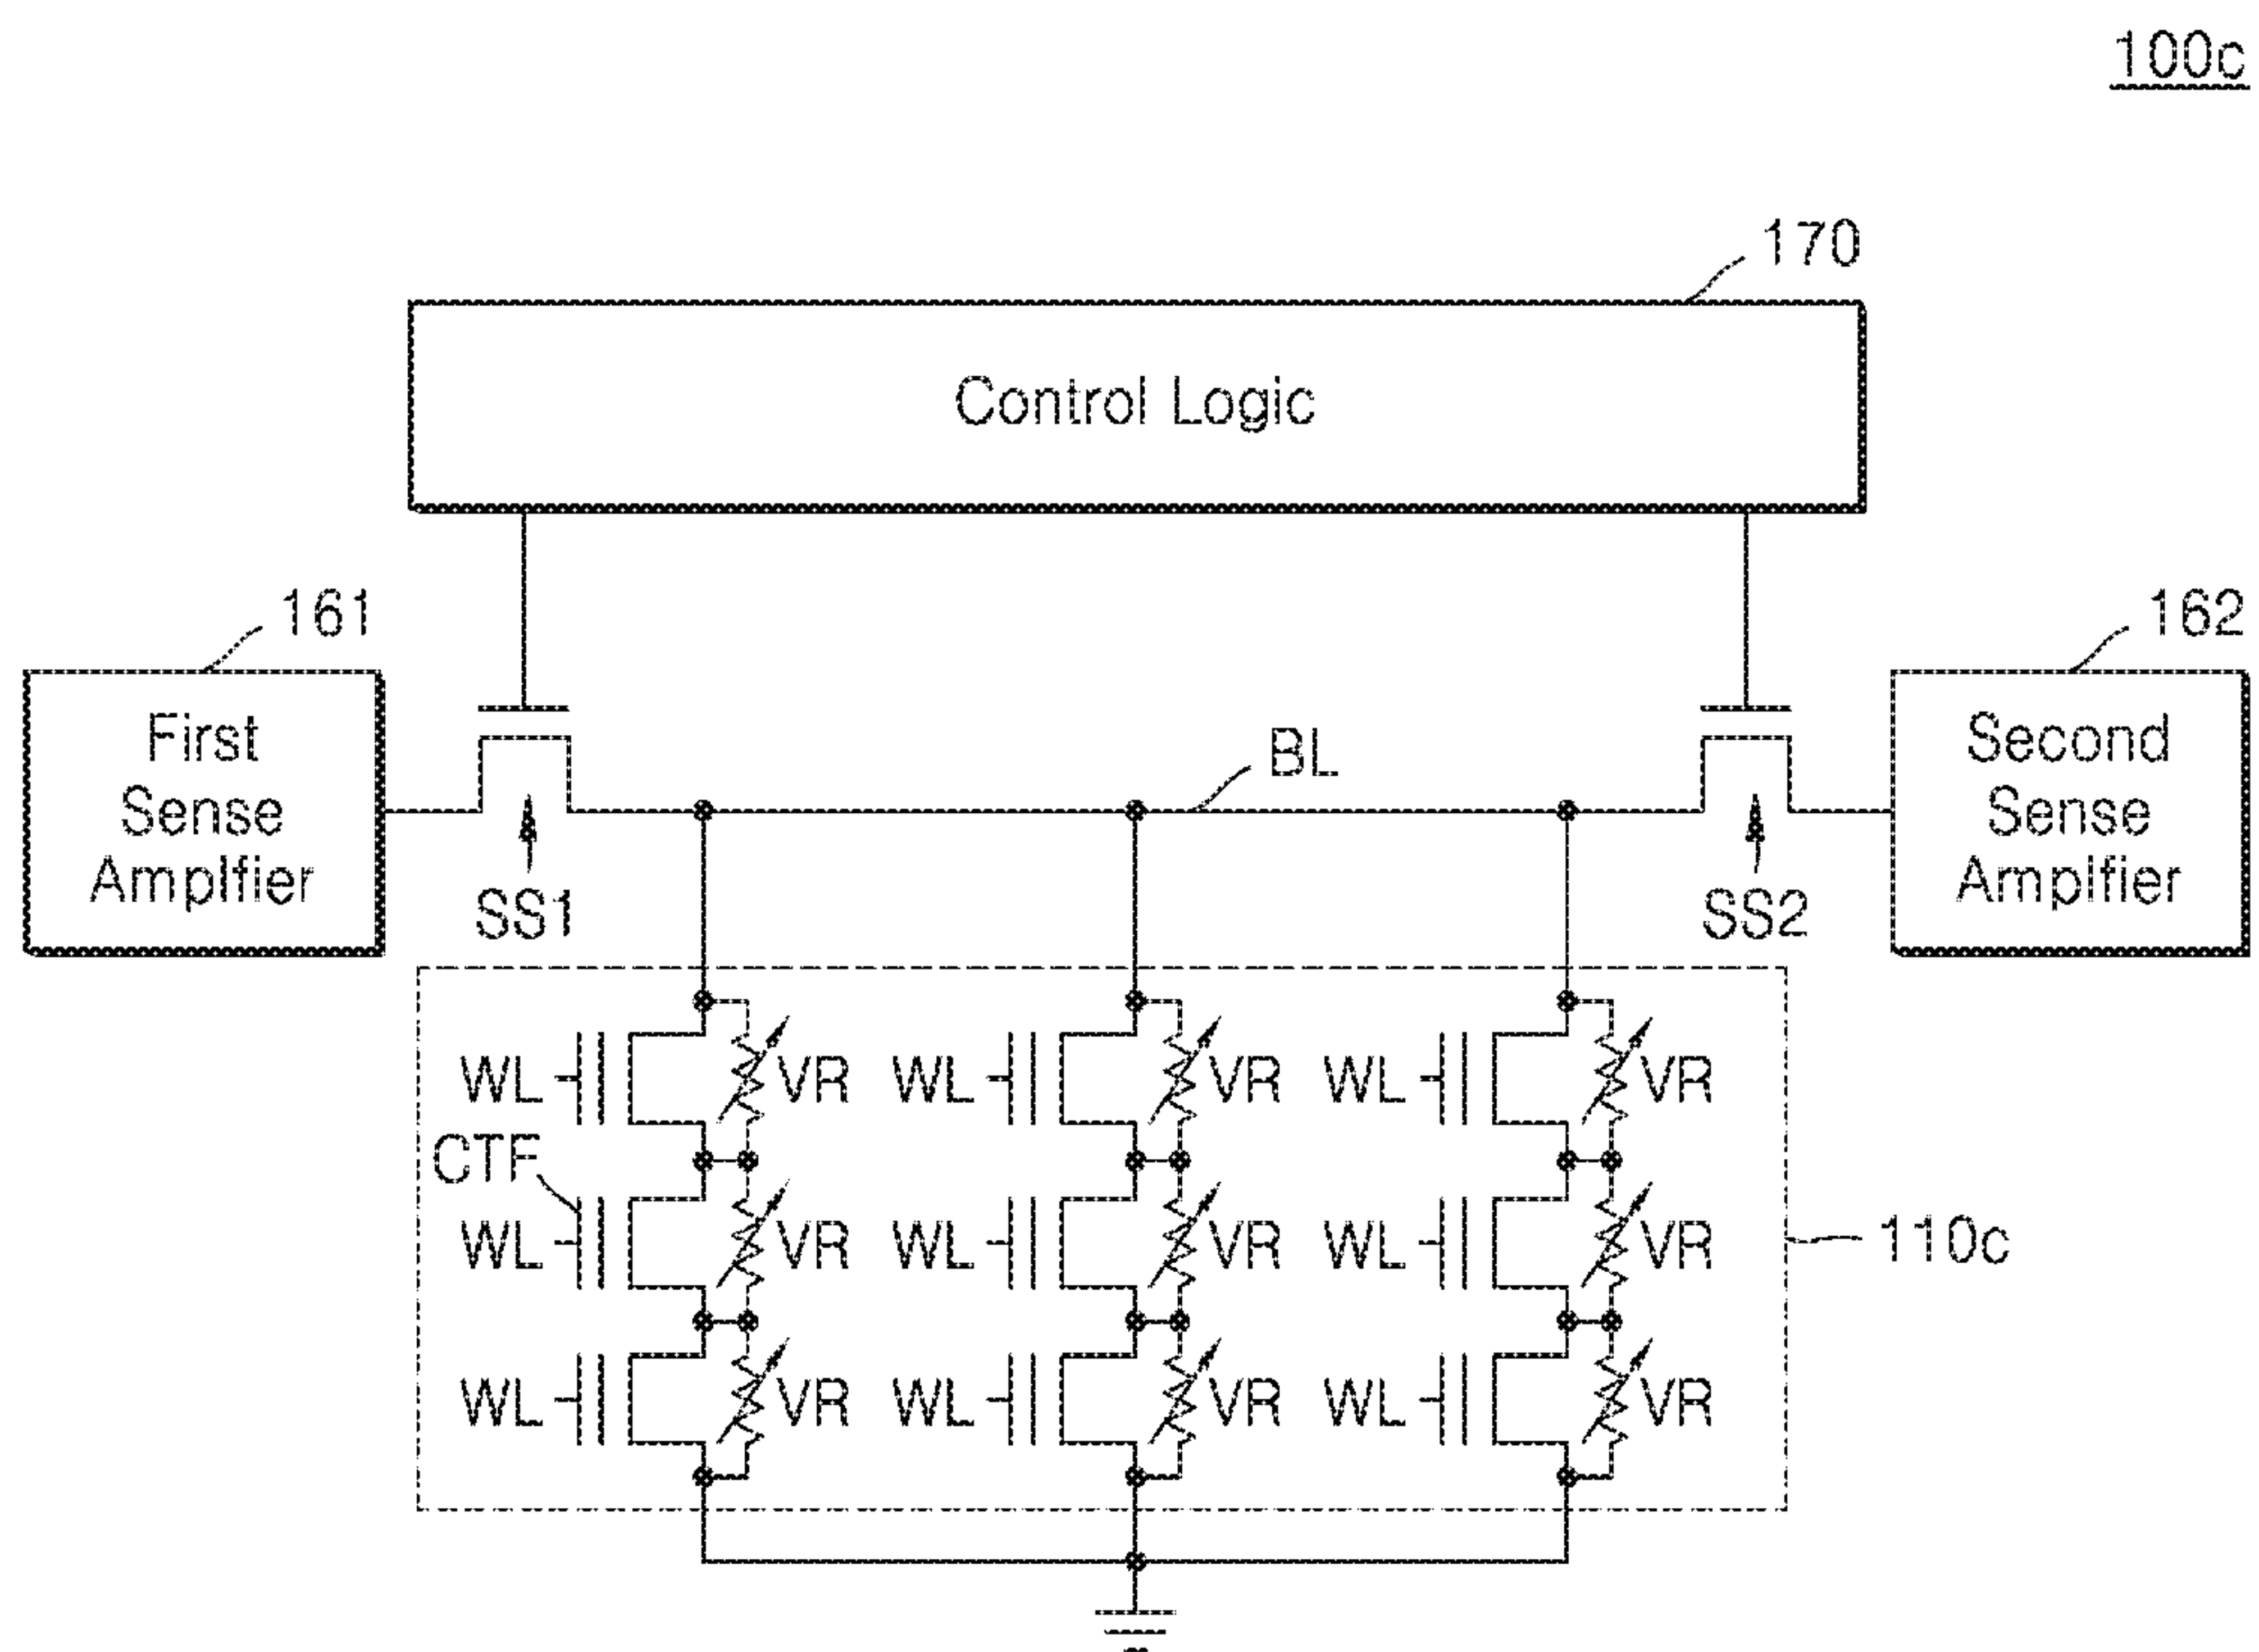 100c
170
Control Logic
161
162
First
Sense
Amplfier
SS1
BL
Second
Sense
Amplfier
SS2
WL VR WL VR WL VR
CTF
WL VR WL VR WL VR
110c
WL VR WL VR WL VR